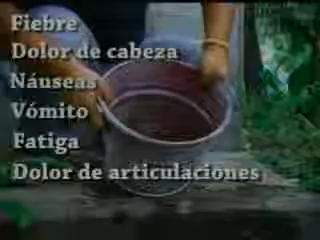 Fiebre
Dolor de cabeza
Náuseas
Vómito
Fatiga
Dolor de articulaciones